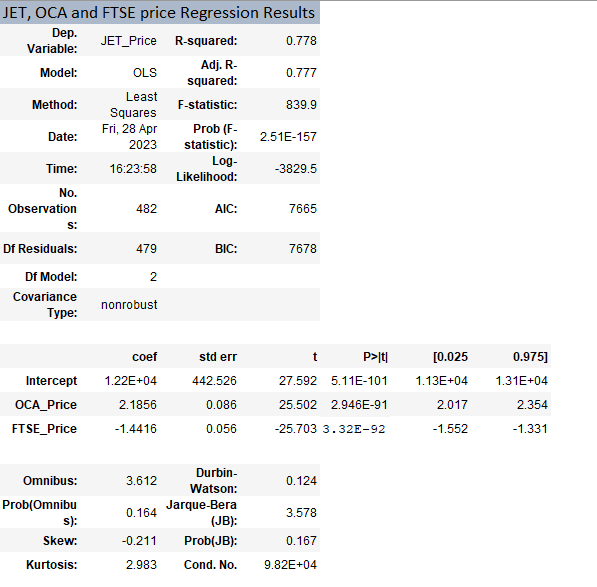 JET, OCA and FTSE price Regression Results
Dep. Variable: JET_Price R-squared: 0.778
Model: OLS Adj. R-squared: 0.777
Method: Least Squares F-statistic: 839.9
Date: Fri, 28 Apr 2023 Prob (F-statistic): 2.51E-157
Time: 16:23:58 Log-Likelihood: -3829.5
No. Observations: 482 AIC: 7665
Df Residuals: 479 BIC: 7678
Df Model: 2
Covariance Type: nonrobust
coef std err t P>|t| [0.025 0.975]
Intercept 1.22E+04 442.526 27.592 5.11E-101 1.13E+04 1.31E+04
OCA_Price 2.1856 0.086 25.502 2.946E-91 2.017 2.354
FTSE_Price -1.4416 0.056 -25.703 3.32E-92 -1.552 -1.331
Omnibus: 3.612 Durbin-Watson: 0.124
Prob(Omnibus): 0.164 Jarque-Bera (JB): 3.578
Skew: -0.211 Prob(JB): 0.167
Kurtosis: 2.983 Cond. No. 9.82E+04